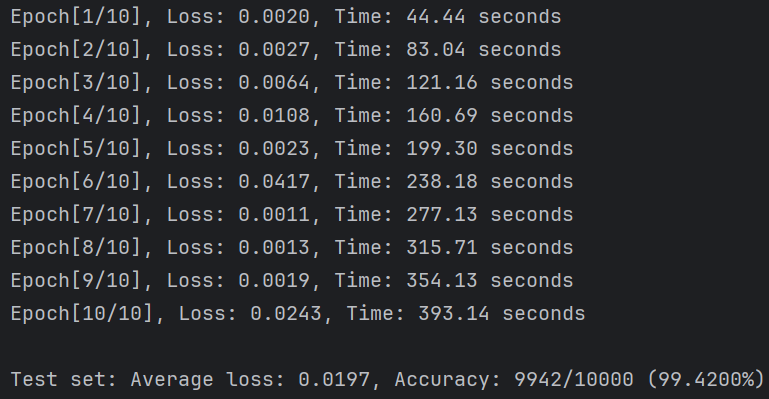 Epoch[1/10], Loss: 0.0020, Time: 44.44 seconds
Epoch[2/10], Loss: 0.0027, Time: 83.04 seconds
Epoch[3/10], Loss: 0.0064, Time: 121.16 seconds
Epoch[4/10], Loss: 0.0108, Time: 160.69 seconds
Epoch[5/10], Loss: 0.0023, Time: 199.30 seconds
Epoch[6/10], Loss: 0.0417, Time: 238.18 seconds
Epoch[7/10], Loss: 0.0011, Time: 277.13 seconds
Epoch[8/10], Loss: 0.0013, Time: 315.71 seconds
Epoch[9/10], Loss: 0.0019, Time: 354.13 seconds
Epoch[10/10], Loss: 0.0243, Time: 393.14 seconds
Test set: Average loss: 0.0197, Accuracy: 9942/10000 (99.4200%)